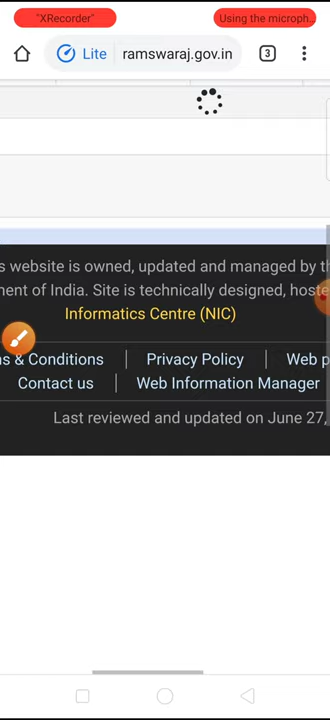 "XRecorder"
Using the microph...
Lite ramswaraj.gov.in 3
s website is owned, updated and managed by th
nent of India. Site is technically designed, hoste
Informatics Centre (NIC)
s & Conditions | Privacy Policy | Web p
Contact us | Web Information Manager
Last reviewed and updated on June 27,